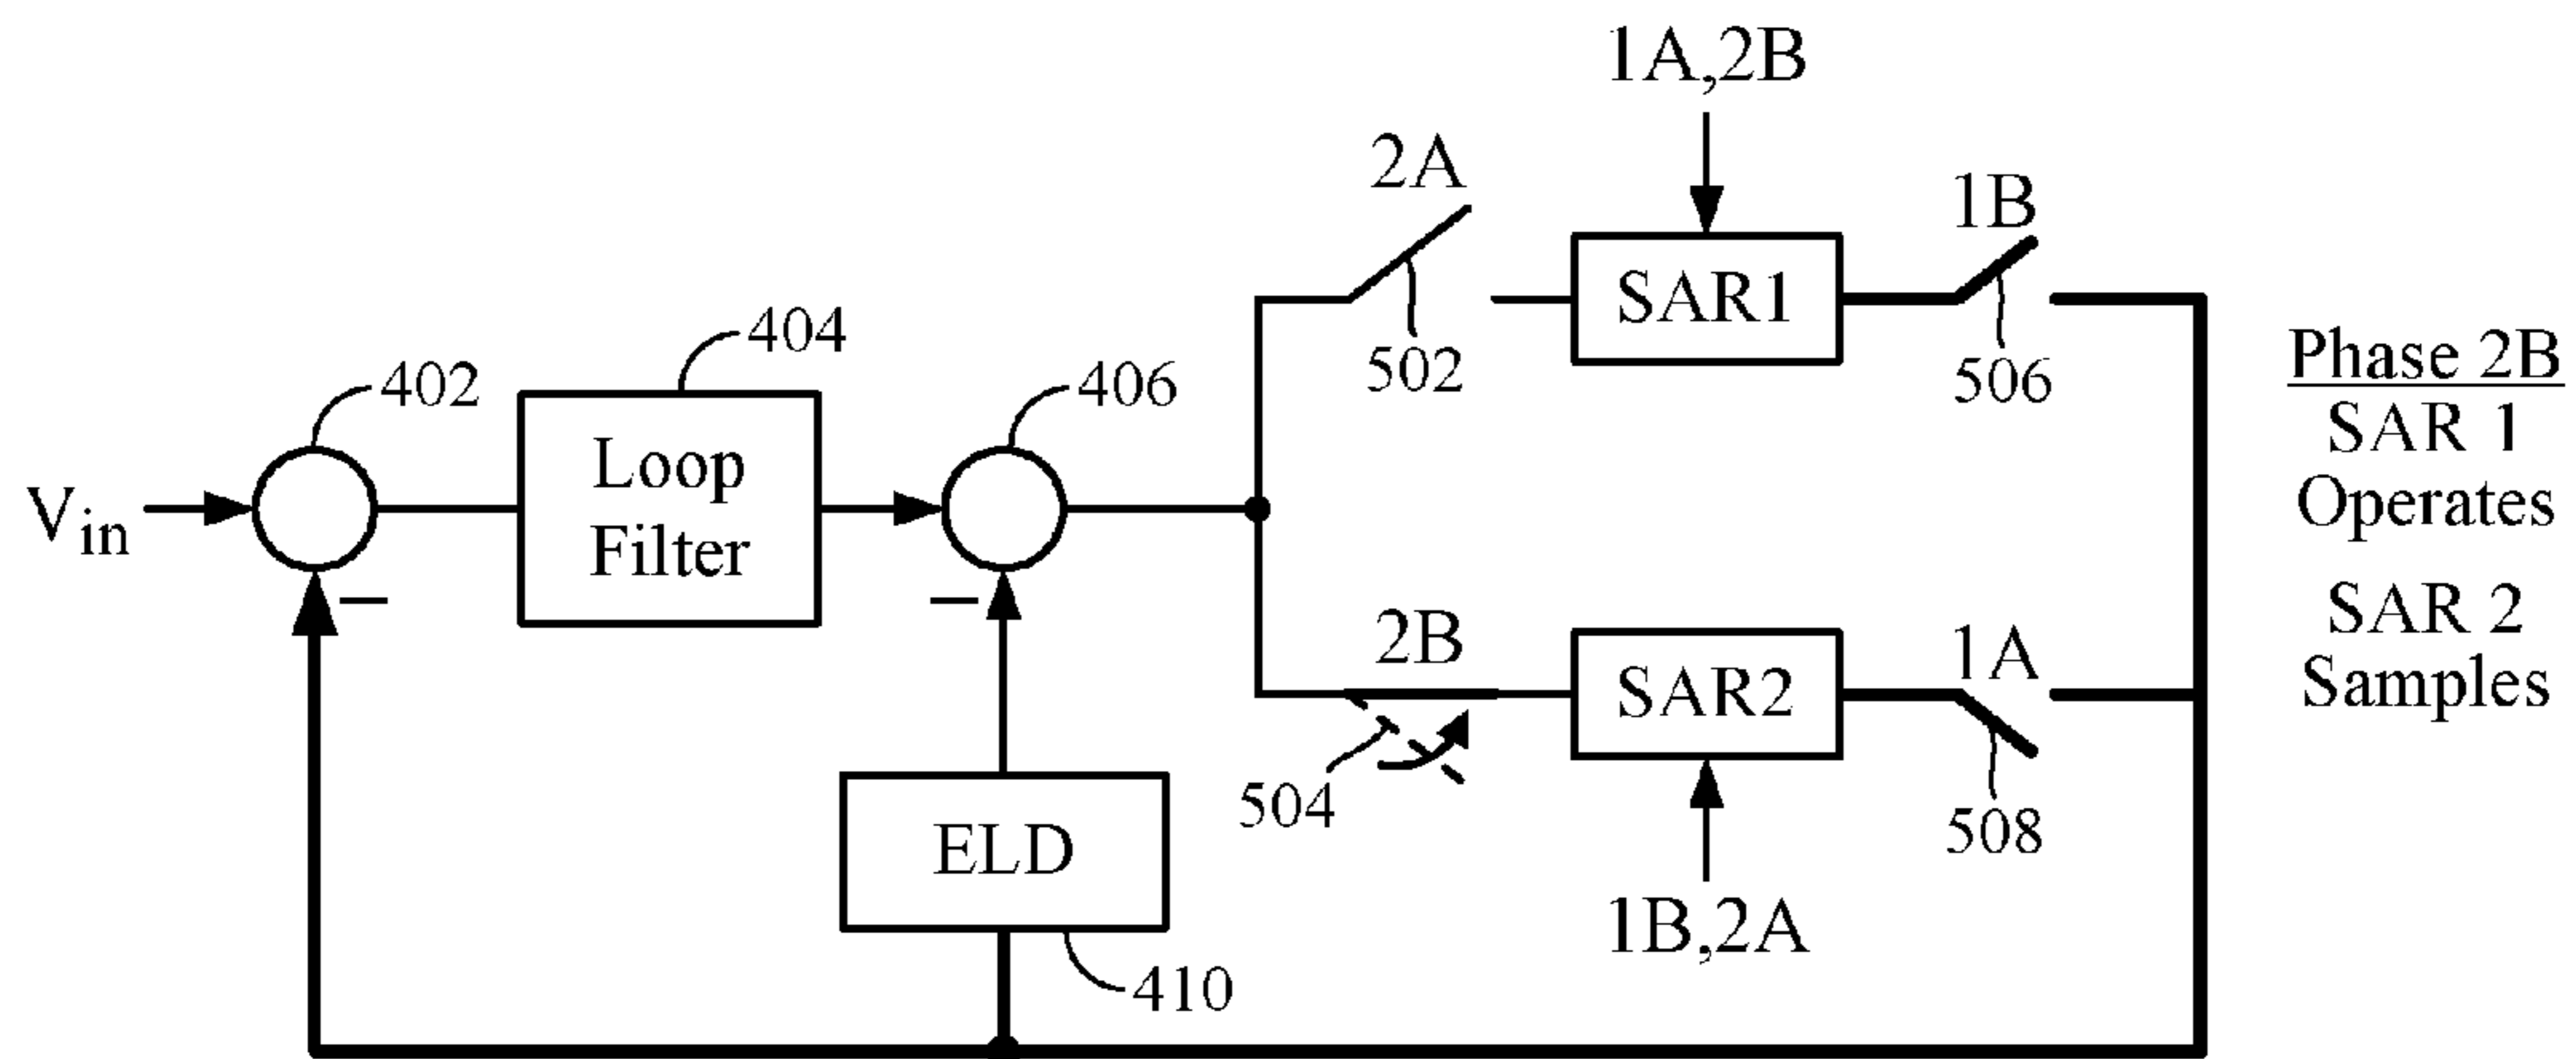 1A,2B
2A
1B
SAR1
404
402
406
502
506
Phase 2B
SAR 1
Operates
SAR 2
Samples
Vin
Loop
Filter
2B
1A
SAR2
504
508
ELD
1B,2A
410